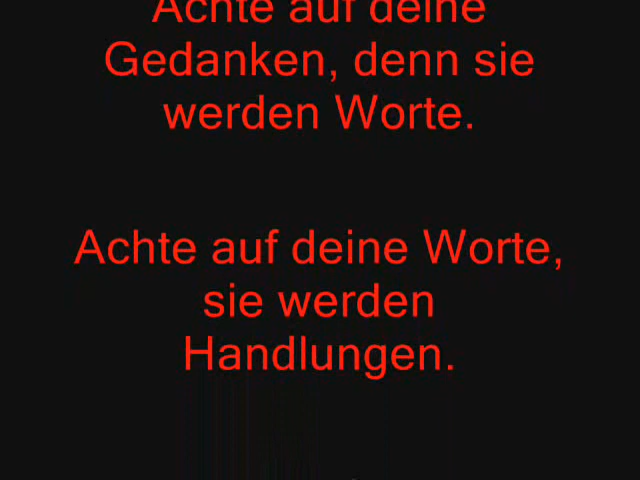 Achte auf deine
Gedanken, denn sie
werden Worte.
Achte auf deine Worte,
sie werden
Handlungen.